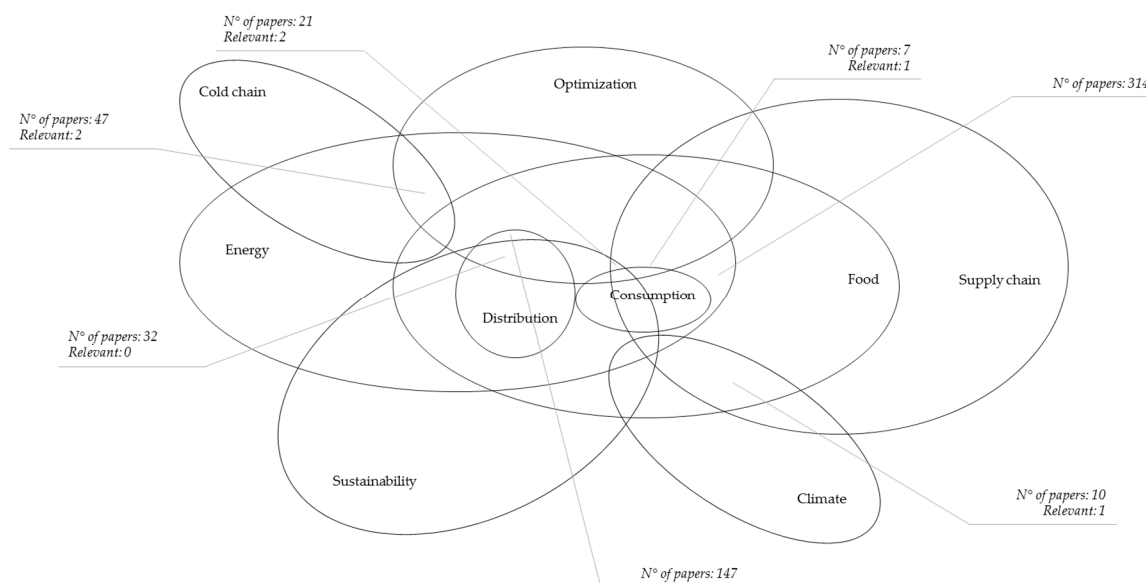 N° of papers: 21
Relevant: 2
N° of papers: 7
Relevant: 1
Optimization
Cold chain
N° of papers: 314
N° of papers: 47
Relevant: 2
Energy
Food
Supply chain
Consumption
Distribution
N° of papers: 32
Relevant: 0
Sustainability
Climate
N° of papers: 10
Relevant: 1
N° of papers: 147